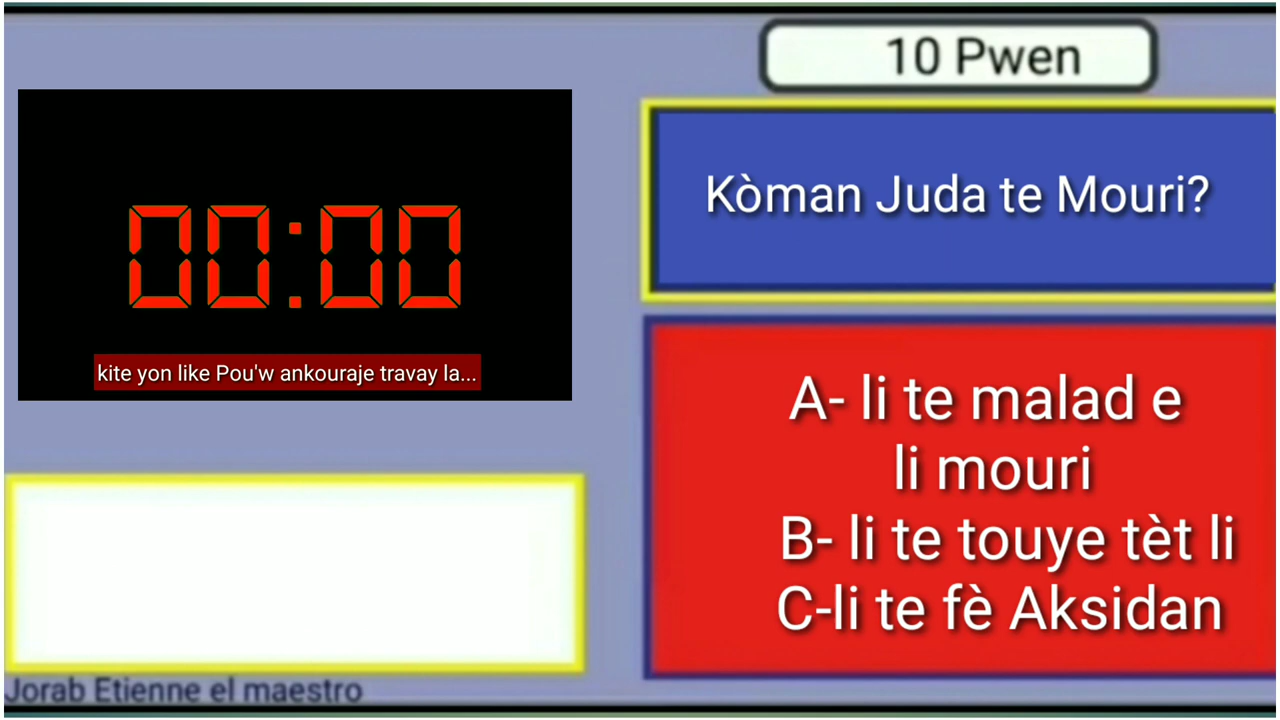 10 Pwen
Kòman Juda te Mouri?
00:00
kite yon like Pou'w ankouraje travay la...
A- li te malad e
li mouri
B- li te touye tèt li
C-li te fè Aksidan
Jorab Etienne el maestro